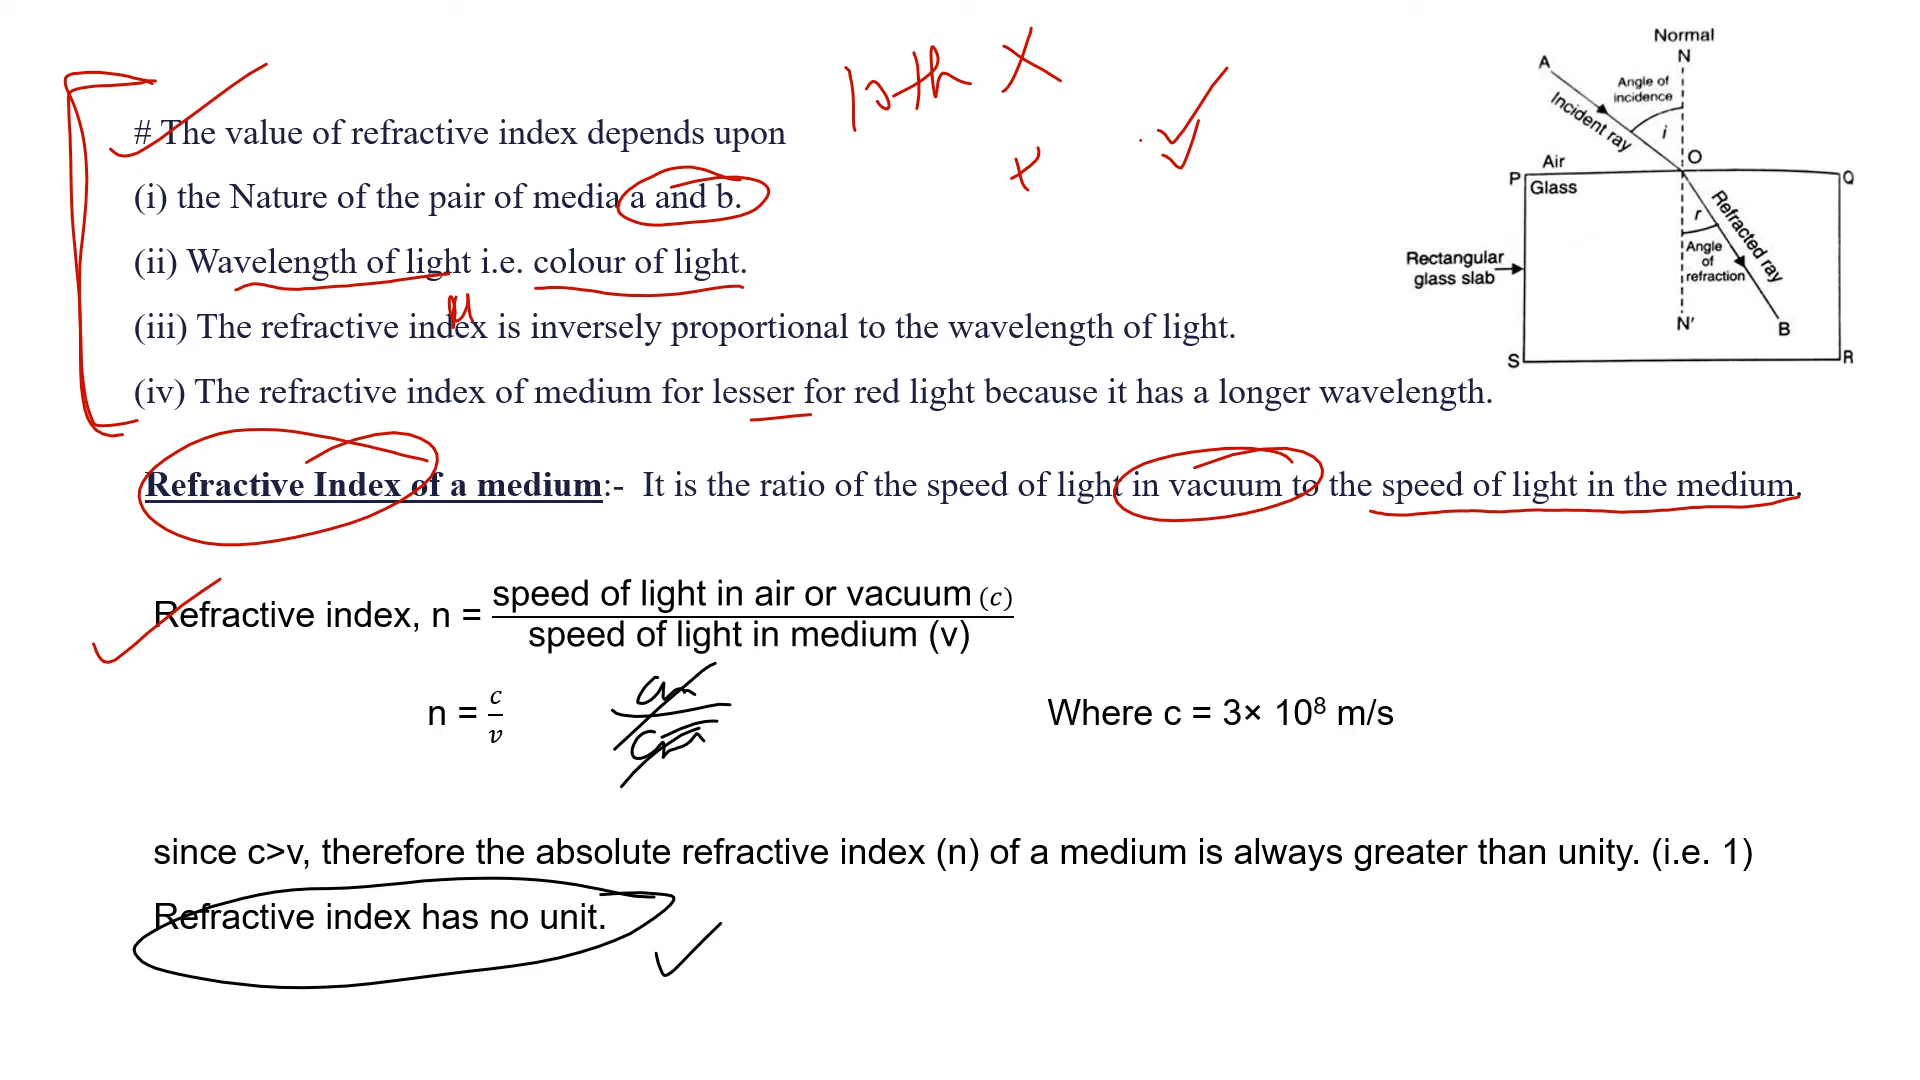 10th X
# The value of refractive index depends upon
(i) the Nature of the pair of media a and b.
(ii) Wavelength of light i.e. colour of light.
μ
(iii) The refractive index is inversely proportional to the wavelength of light.
(iv) The refractive index of medium for lesser for red light because it has a longer wavelength.
Normal
N
A
Angle of
incidence
Incident ray
i
O
Air
P
Q
Glass
r
Refracted ray
Angle
of
refraction
Rectangular
glass slab
N'
B
S
R
Refractive Index of a medium:- It is the ratio of the speed of light in vacuum to the speed of light in the medium.
Refractive index, n = speed of light in air or vacuum (c)
speed of light in medium (v)
n = c/v
Where c = 3× 10⁸ m/s
since c>v, therefore the absolute refractive index (n) of a medium is always greater than unity. (i.e. 1)
Refractive index has no unit.